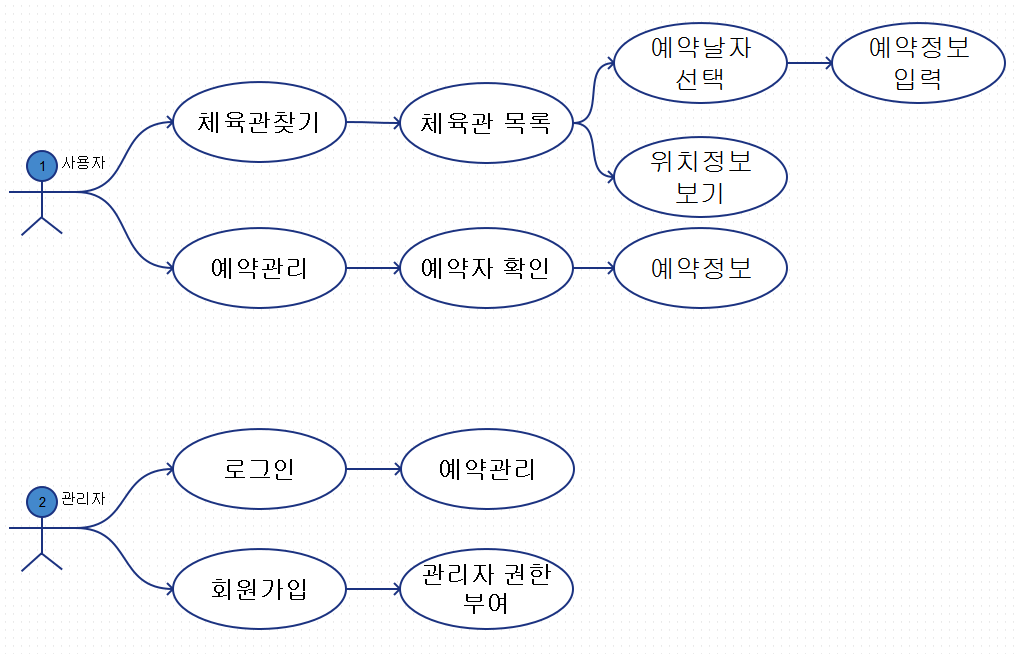 예약날자
선택
예약정보
입력
체육관찾기
체육관 목록
1
사용자
위치정보
보기
예약관리
예약자 확인
예약정보
로그인
예약관리
2
관리자
회원가입
관리자 권한
부여